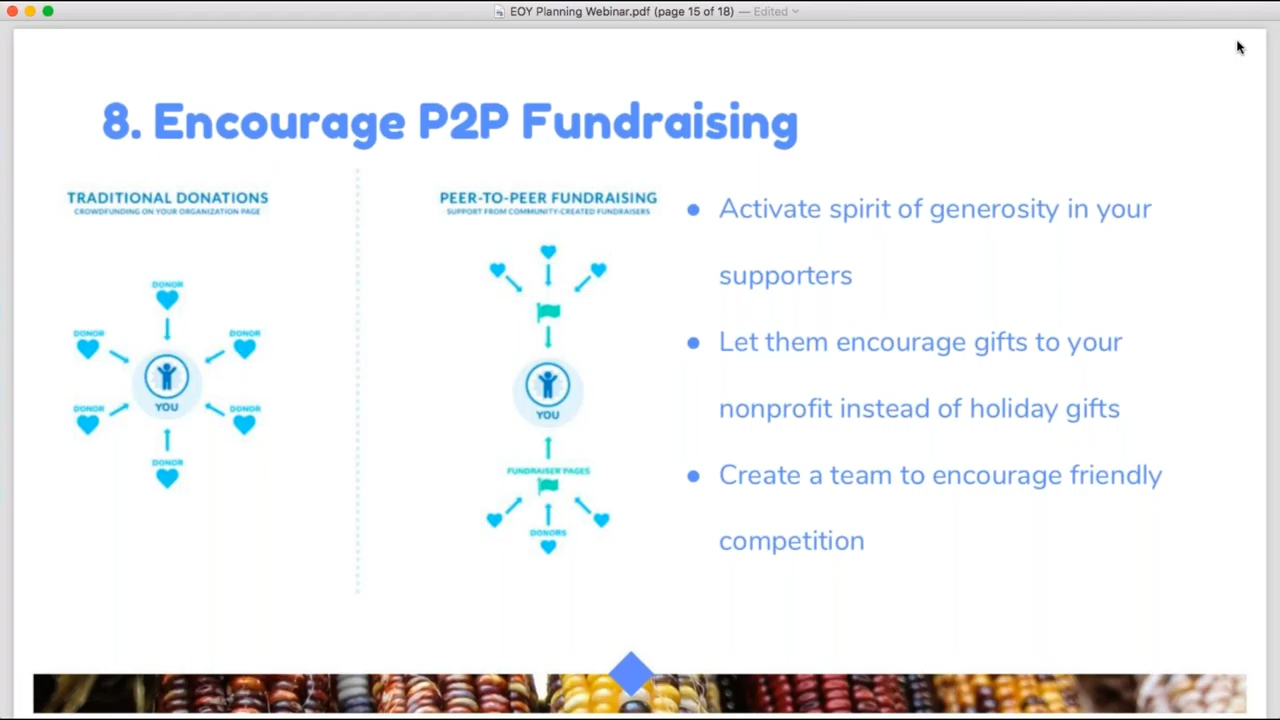 EOY Planning Webinar.pdf (page 15 of 18) — Edited
8. Encourage P2P Fundraising
TRADITIONAL DONATIONS
CROWDFUNDING ON YOUR ORGANIZATION PAGE
DONOR
DONOR
DONOR
YOU
DONOR
DONOR
DONOR
PEER-TO-PEER FUNDRAISING
SUPPORT FROM COMMUNITY-CREATED FUNDRAISERS
YOU
FUNDRAISER PAGES
DONORS
● Activate spirit of generosity in your
supporters
● Let them encourage gifts to your
nonprofit instead of holiday gifts
● Create a team to encourage friendly
competition